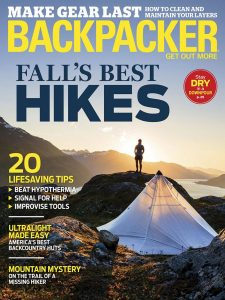 MAKE GEAR LAST
HOW TO CLEAN AND
MAINTAIN YOUR LAYERS
BACKPACKER
GET OUT MORE
FALL'S BEST
HIKES
Stay
DRY
IN A
DOWNPOUR
20
LIFESAVING TIPS
▶ BEAT HYPOTHERMIA
▶ SIGNAL FOR HELP
▶ IMPROVISE TOOLS
ULTRALIGHT
MADE EASY
AMERICA'S BEST
BACKCOUNTRY HUTS
MOUNTAIN MYSTERY
ON THE TRAIL OF A
MISSING HIKER